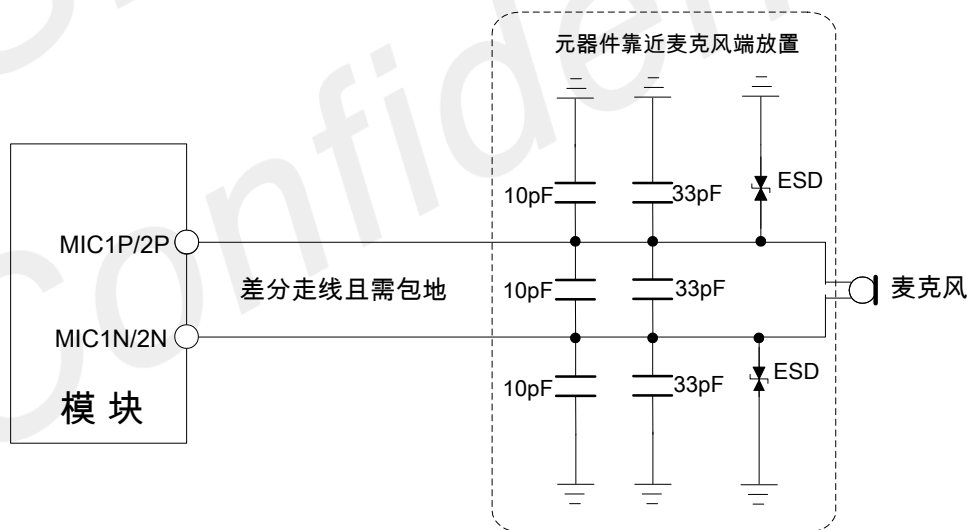 元器件靠近麦克风端放置
ESD
10pF
33pF
MIC1P/2P
差分走线且需包地
10pF
33pF
麦克风
MIC1N/2N
ESD
10pF
33pF
模 块
Confidential